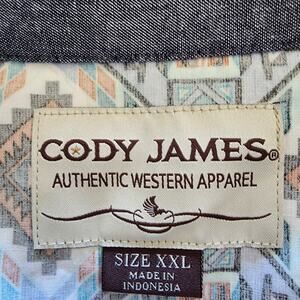 CODY JAMES®
AUTHENTIC WESTERN APPAREL
SIZE XXL
MADE IN
INDONESIA